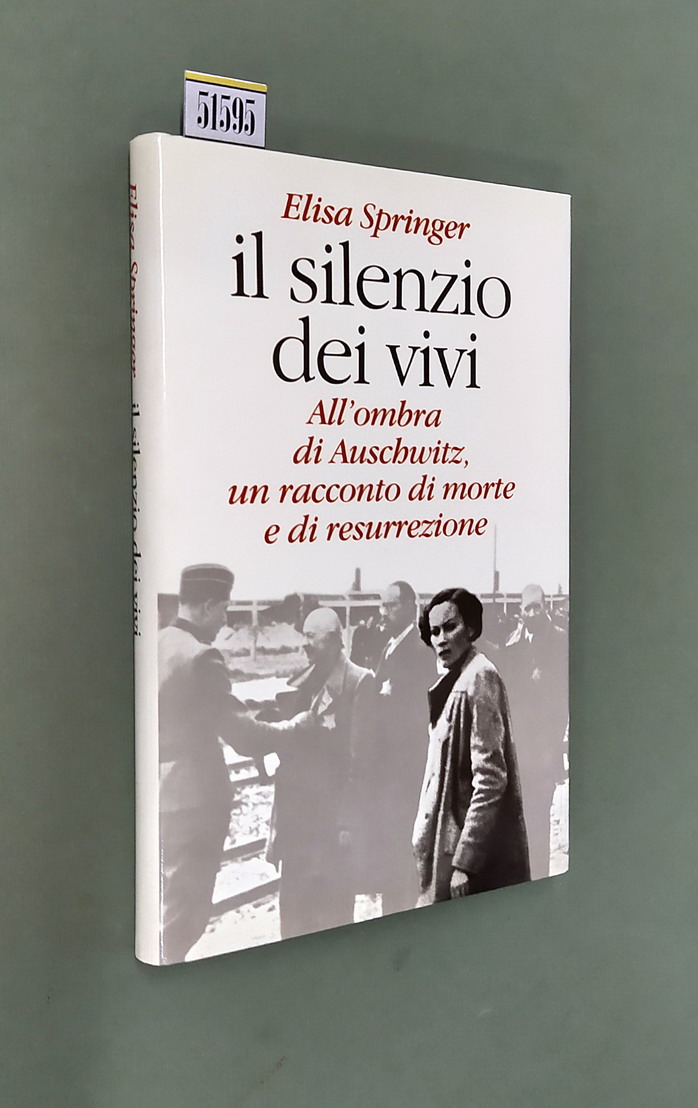 51595
Elisa Springer
il silenzio
dei vivi
All'ombra
di Auschwitz,
un racconto di morte
e di resurrezione
Elisa Springer il silenzio dei vivi